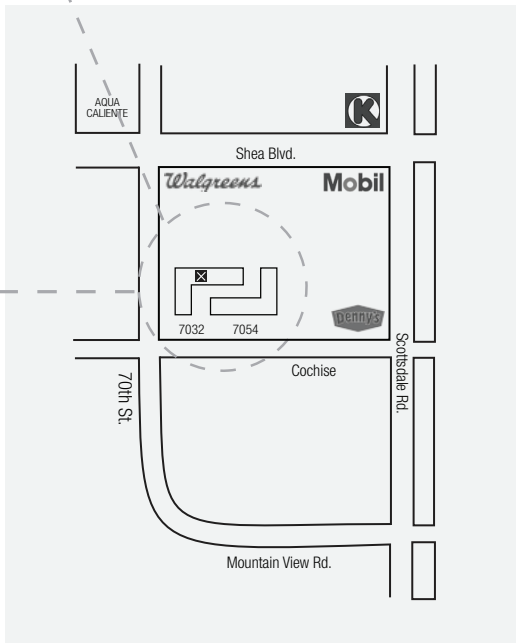 AQUA
CALIENTE
K
Shea Blvd.
Walgreens
Mobil
7032
7054
Denny's
Scottsdale Rd.
Cochise
70th St.
Mountain View Rd.